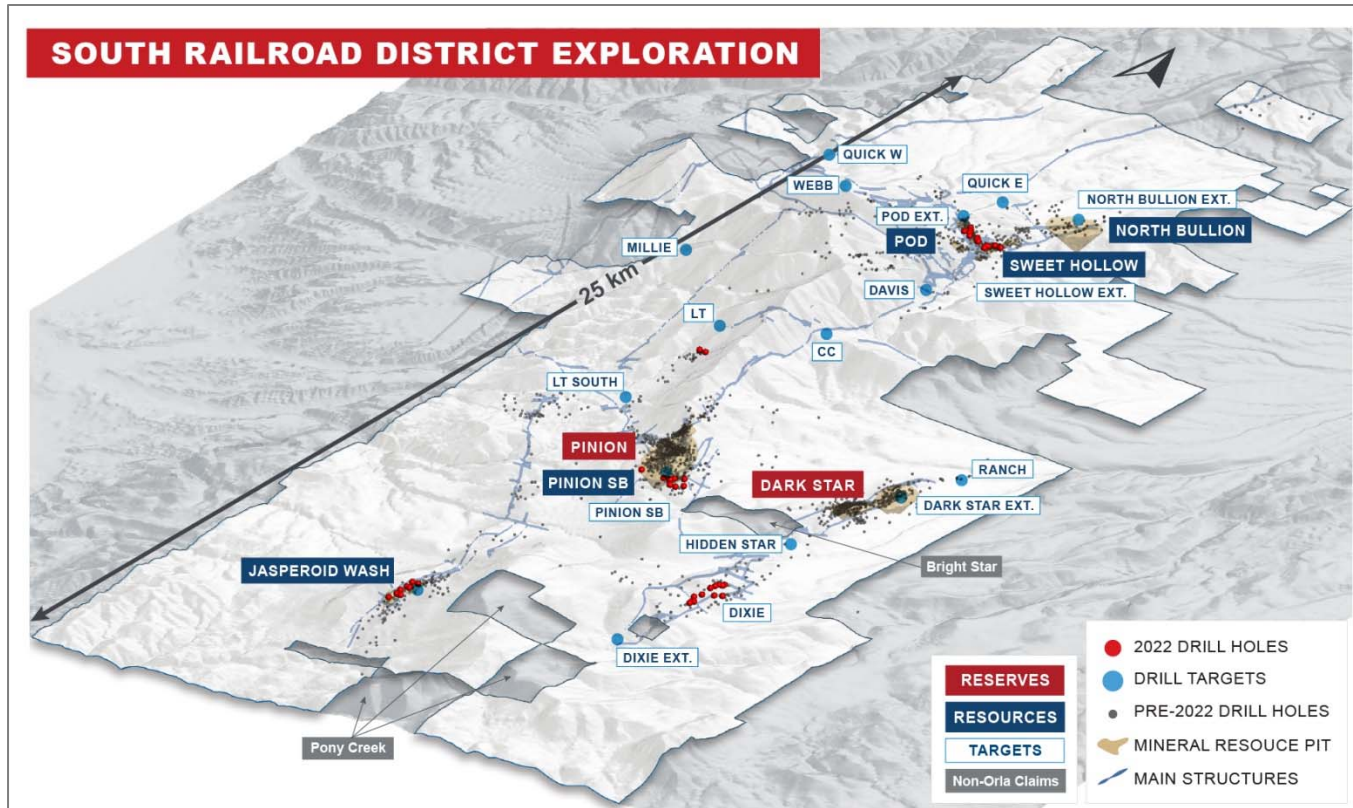 SOUTH RAILROAD DISTRICT EXPLORATION
QUICK W
WEBB
QUICK E
NORTH BULLION EXT.
POD EXT.
NORTH BULLION
POD
MILLIE
SWEET HOLLOW
25 km
DAVIS
SWEET HOLLOW EXT.
LT
CC
LT SOUTH
PINION
RANCH
PINION SB
DARK STAR
DARK STAR EXT.
PINION SB
HIDDEN STAR
Bright Star
JASPEROID WASH
DIXIE
DIXIE EXT.
Pony Creek
RESERVES
RESOURCES
TARGETS
Non-Orla Claims
2022 DRILL HOLES
DRILL TARGETS
PRE-2022 DRILL HOLES
MINERAL RESOUCE PIT
MAIN STRUCTURES